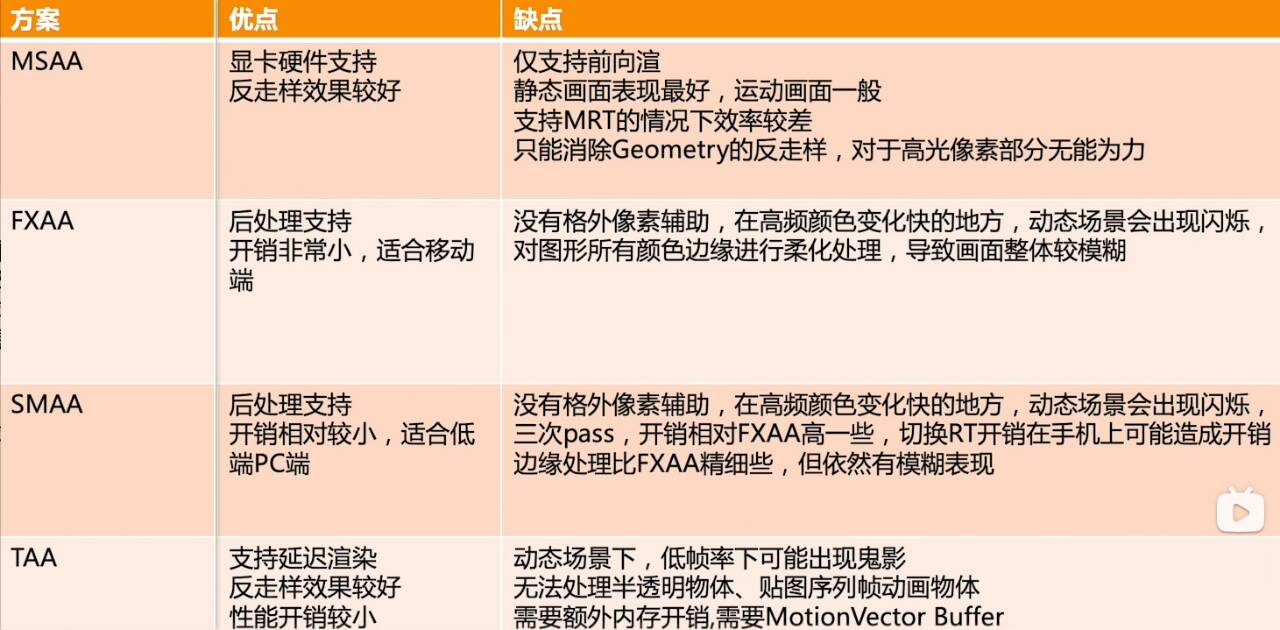 方案 优点 缺点
MSAA
显卡硬件支持
反走样效果较好
仅支持前向渲
静态画面表现最好，运动画面一般
支持MRT的情况下效率较差
只能消除Geometry的反走样，对于高光像素部分无能为力
FXAA
后处理支持
开销非常小，适合移动
端
没有格外像素辅助，在高频颜色变化快的地方，动态场景会出现闪烁，
对图形所有颜色边缘进行柔化处理，导致画面整体较模糊
SMAA
后处理支持
开销相对较小，适合低
端PC端
没有格外像素辅助，在高频颜色变化快的地方，动态场景会出现闪烁，
三次pass，开销相对FXAA高一些，切换RT开销在手机上可能造成开销
边缘处理比FXAA精细些，但依然有模糊表现
TAA
支持延迟渲染
反走样效果较好
性能开销较小
动态场景下，低帧率下可能出现鬼影
无法处理半透明物体、贴图序列帧动画物体
需要额外内存开销,需要MotionVector Buffer